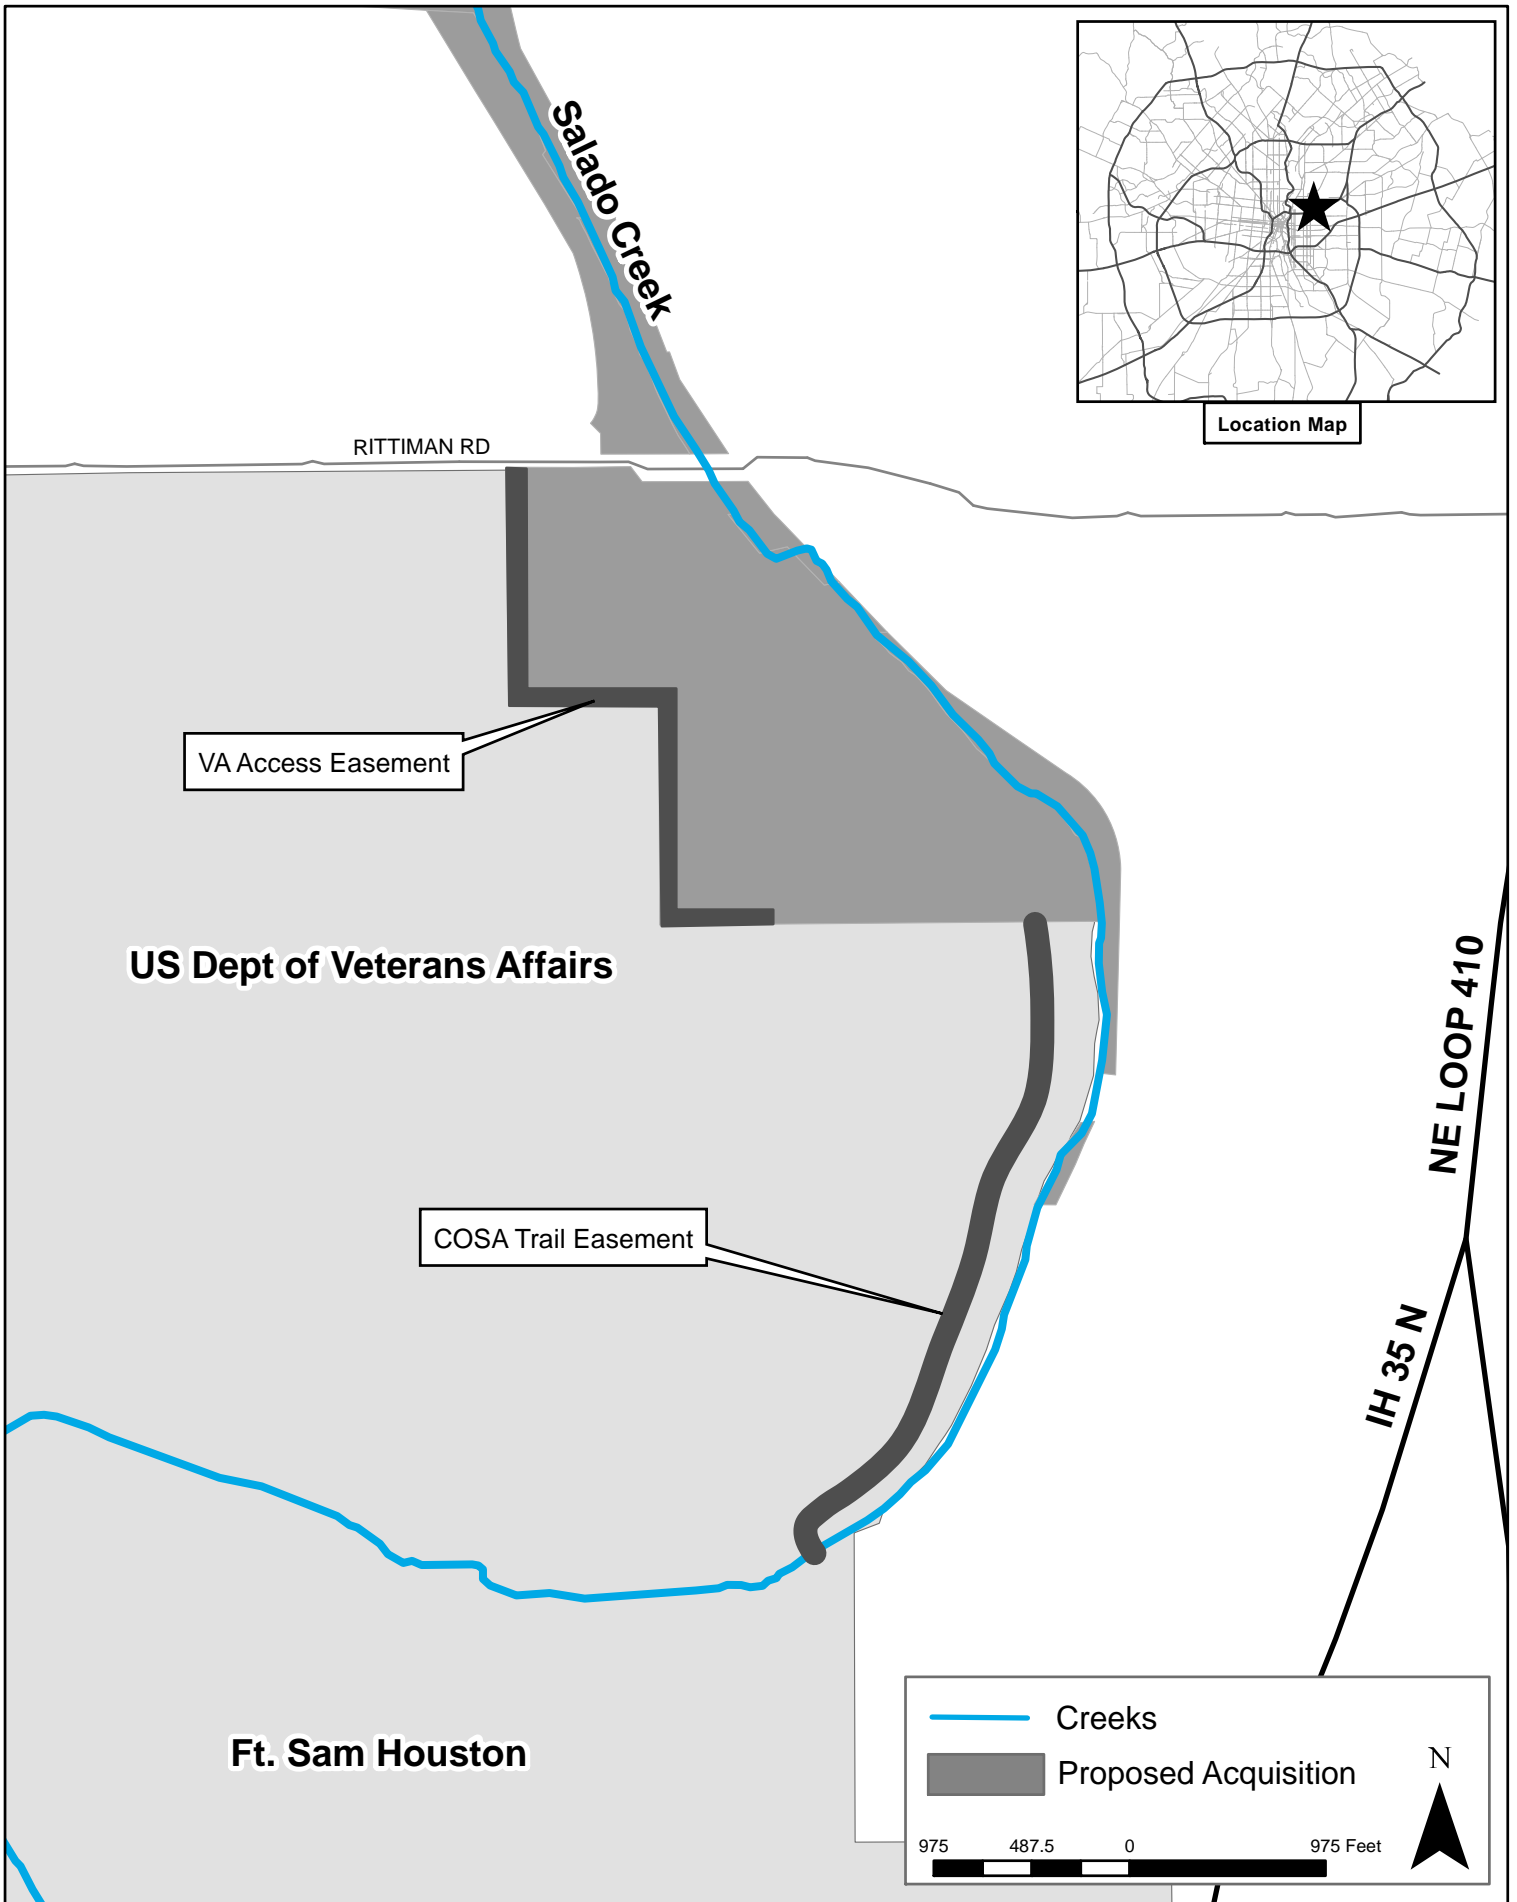 Salado Creek
Location Map
RITTIMAN RD
VA Access Easement
US Dept of Veterans Affairs
NE LOOP 410
COSA Trail Easement
IH 35 N
Ft. Sam Houston
Creeks
Proposed Acquisition
N
975 487.5 0 975 Feet